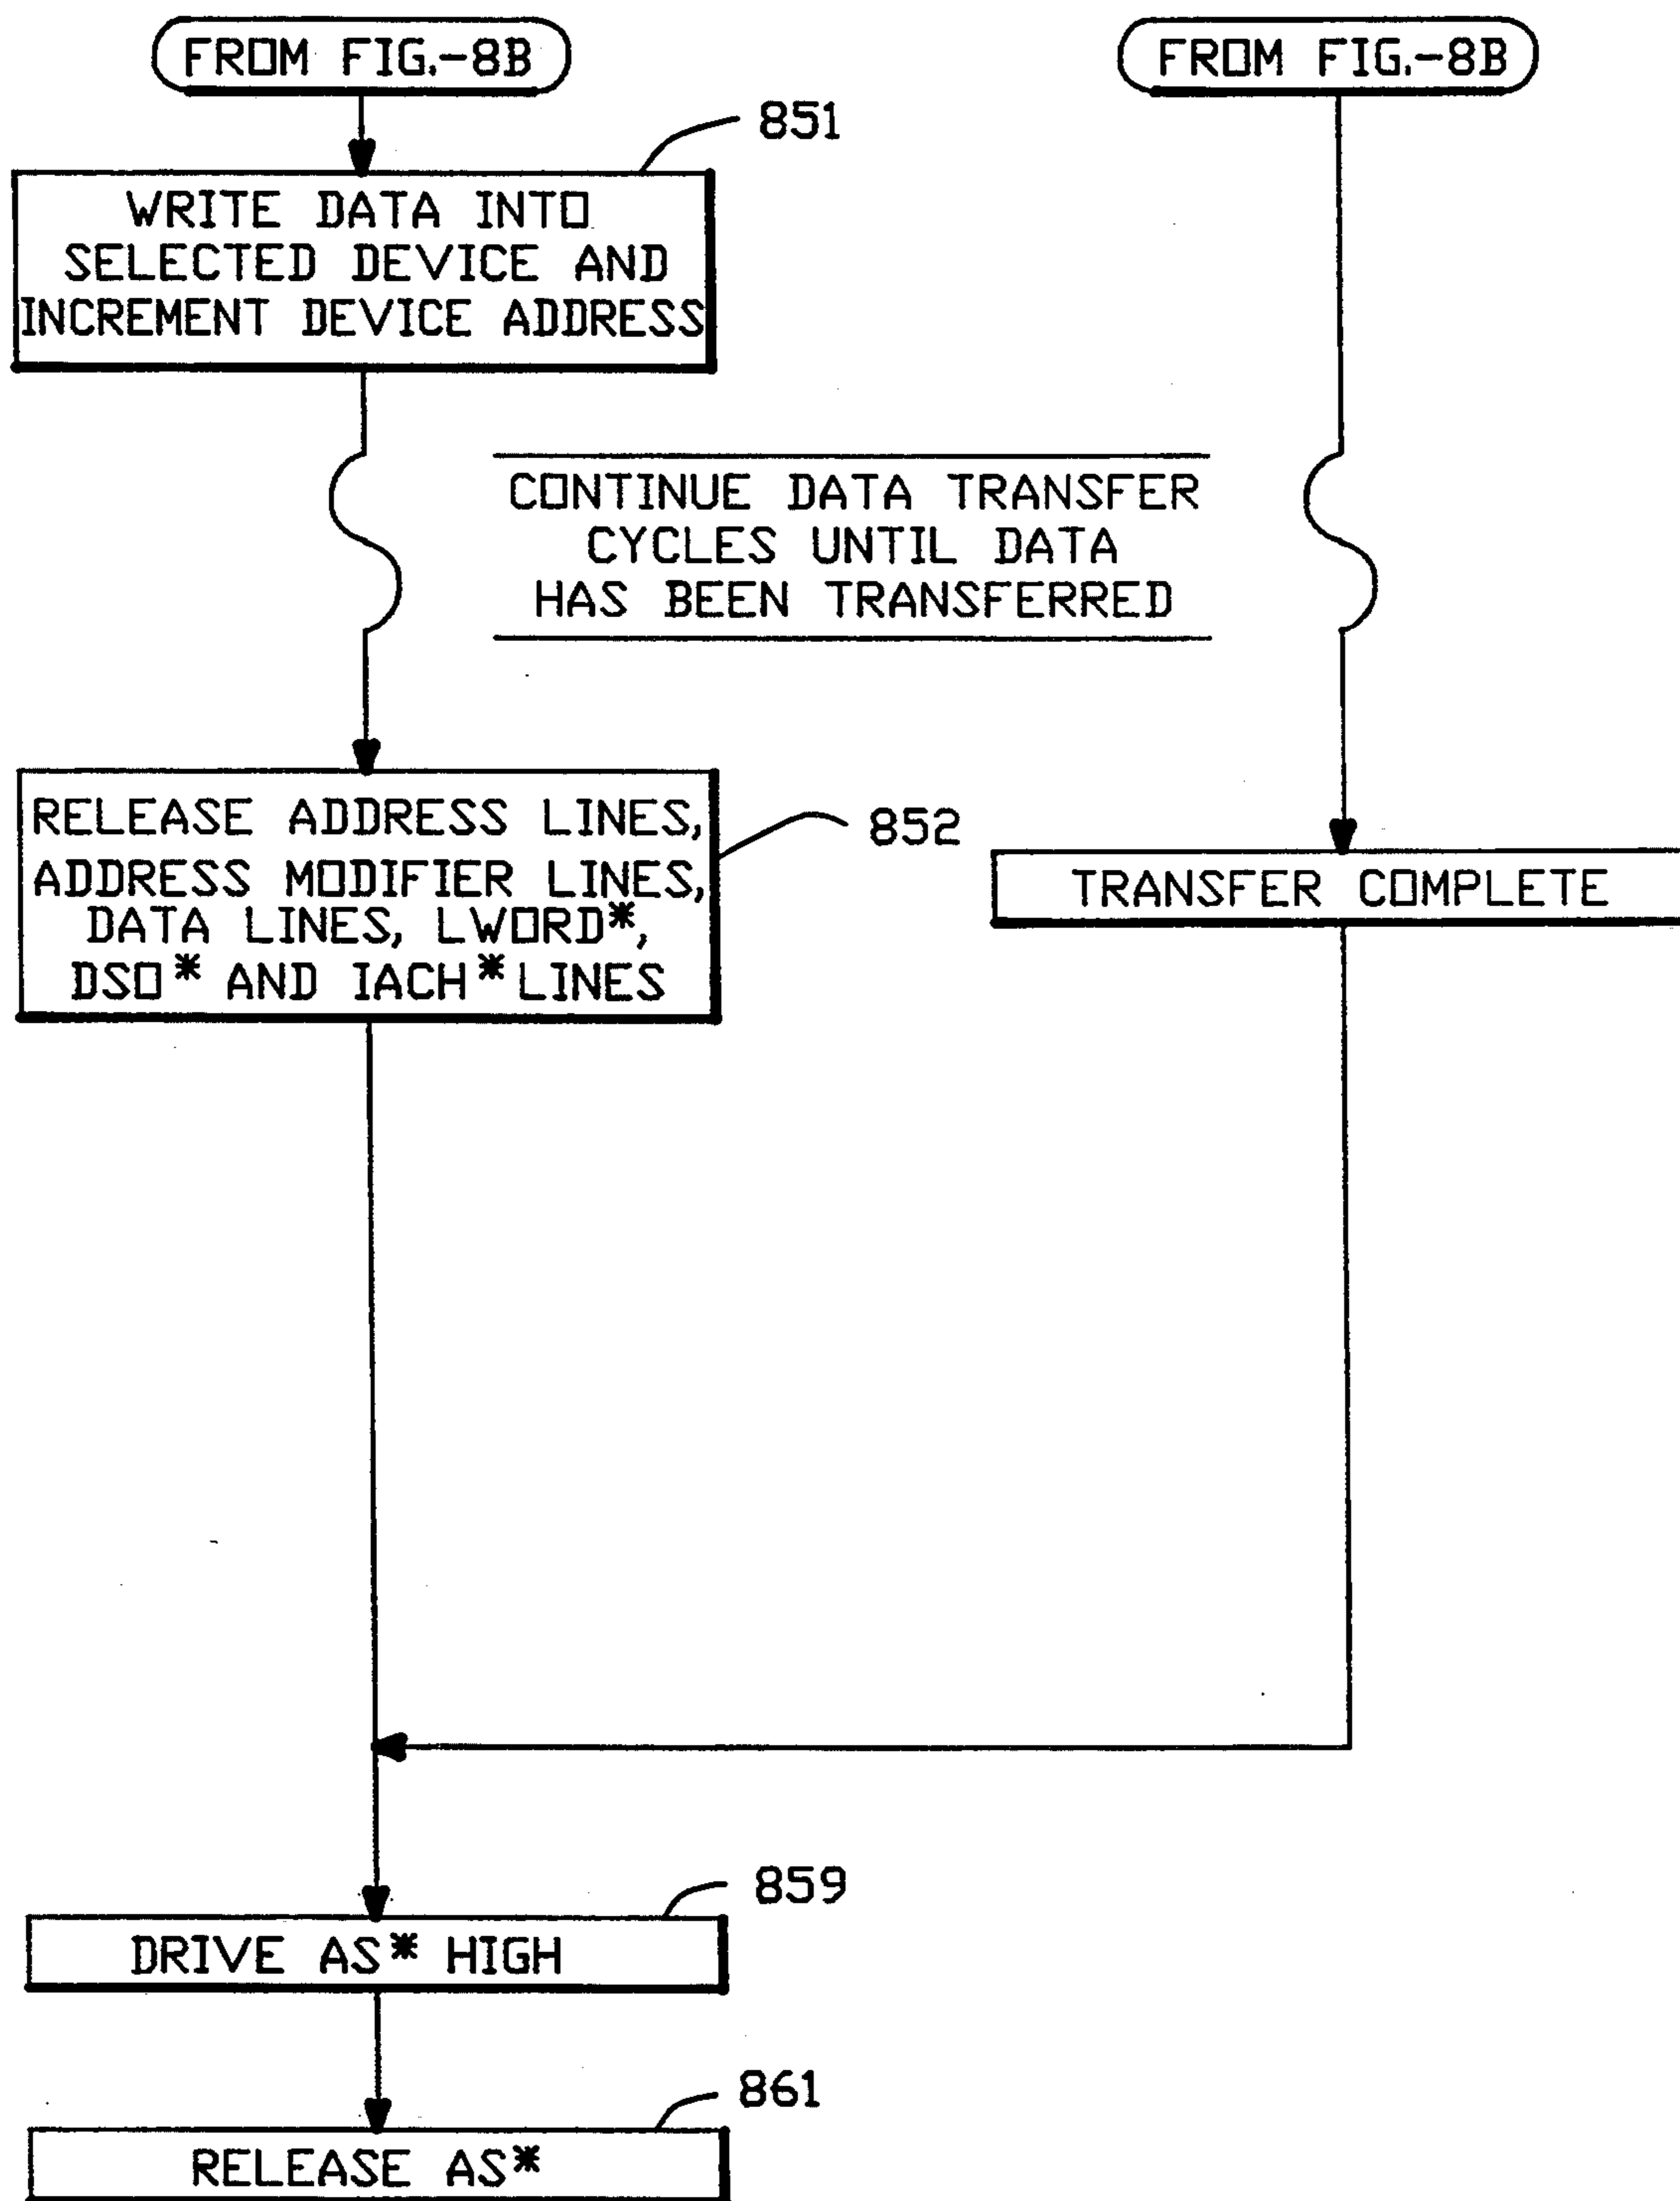 FROM FIG.-8B
FROM FIG.-8B
851
WRITE DATA INTO
SELECTED DEVICE AND
INCREMENT DEVICE ADDRESS
CONTINUE DATA TRANSFER
CYCLES UNTIL DATA
HAS BEEN TRANSFERRED
RELEASE ADDRESS LINES,
ADDRESS MODIFIER LINES,
DATA LINES, LWORD*,
DSO* AND IACH* LINES
852
TRANSFER COMPLETE
859
DRIVE AS* HIGH
861
RELEASE AS*